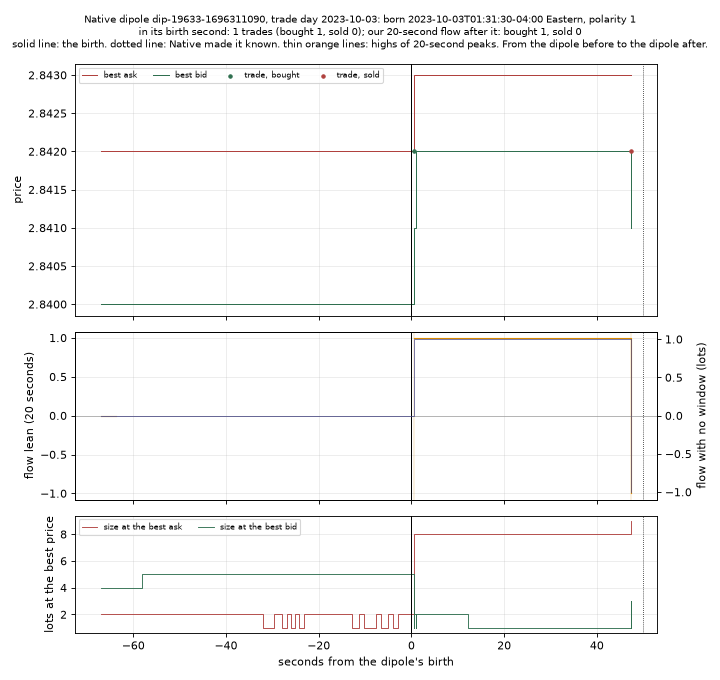 Native dipole dip-19633-1696311090, trade day 2023-10-03: born 2023-10-03T01:31:30-04:00 Eastern, polarity 1
in its birth second: 1 trades (bought 1, sold 0); our 20-second flow after it: bought 1, sold 0
solid line: the birth. dotted line: Native made it known. thin orange lines: highs of 20-second peaks. From the dipole before to the dipole after.
best ask
best bid
trade, bought
trade, sold
2.8430
2.8425
2.8420
2.8415
2.8410
2.8405
2.8400
price
1.0
0.5
0.0
−0.5
−1.0
flow lean (20 seconds)
1.0
0.5
0.0
−0.5
−1.0
flow with no window (lots)
size at the best ask
size at the best bid
8
6
4
2
lots at the best price
−60
−40
−20
0
20
40
seconds from the dipole's birth